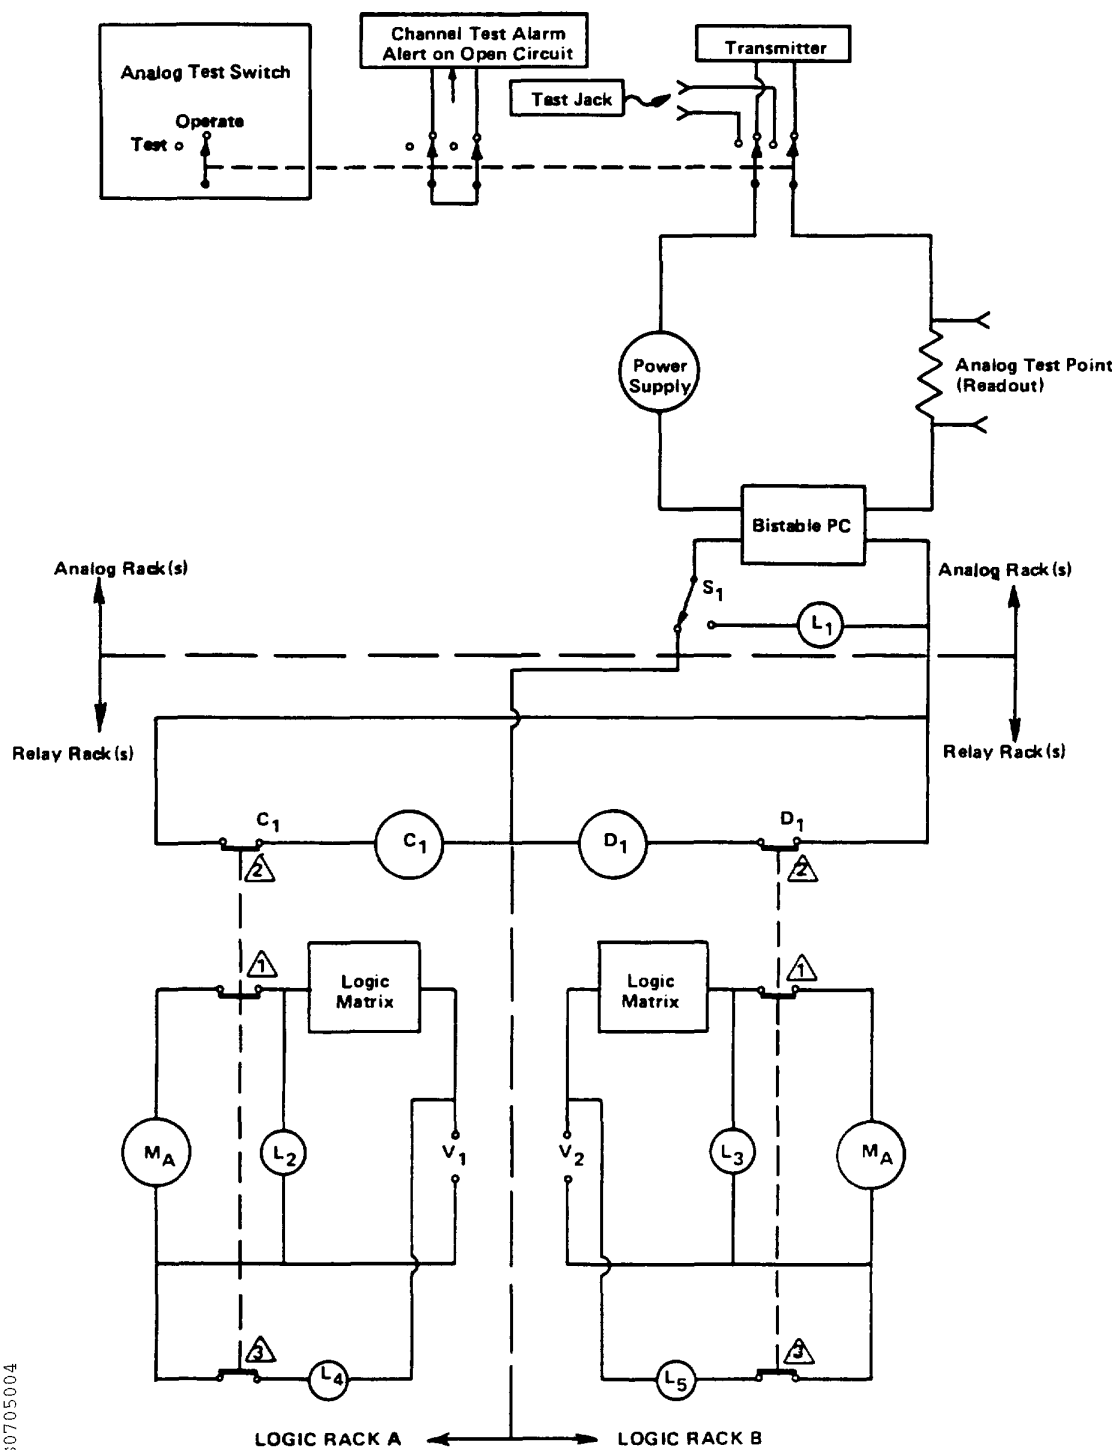 Channel Test Alarm
Alert on Open Circuit
Transmitter
Analog Test Switch
Test Jack
Operate
Test
Power
Supply
Analog Test Point
(Readout)
Bistable PC
Analog Rack(s)
Analog Rack(s)
S1
L1
Relay Rack(s)
Relay Rack(s)
C1
C1
D1
D1
2
2
1
Logic
Matrix
Logic
Matrix
1
MA
L2
V1
V2
L3
MA
3
L4
L5
3
LOGIC RACK A
LOGIC RACK B